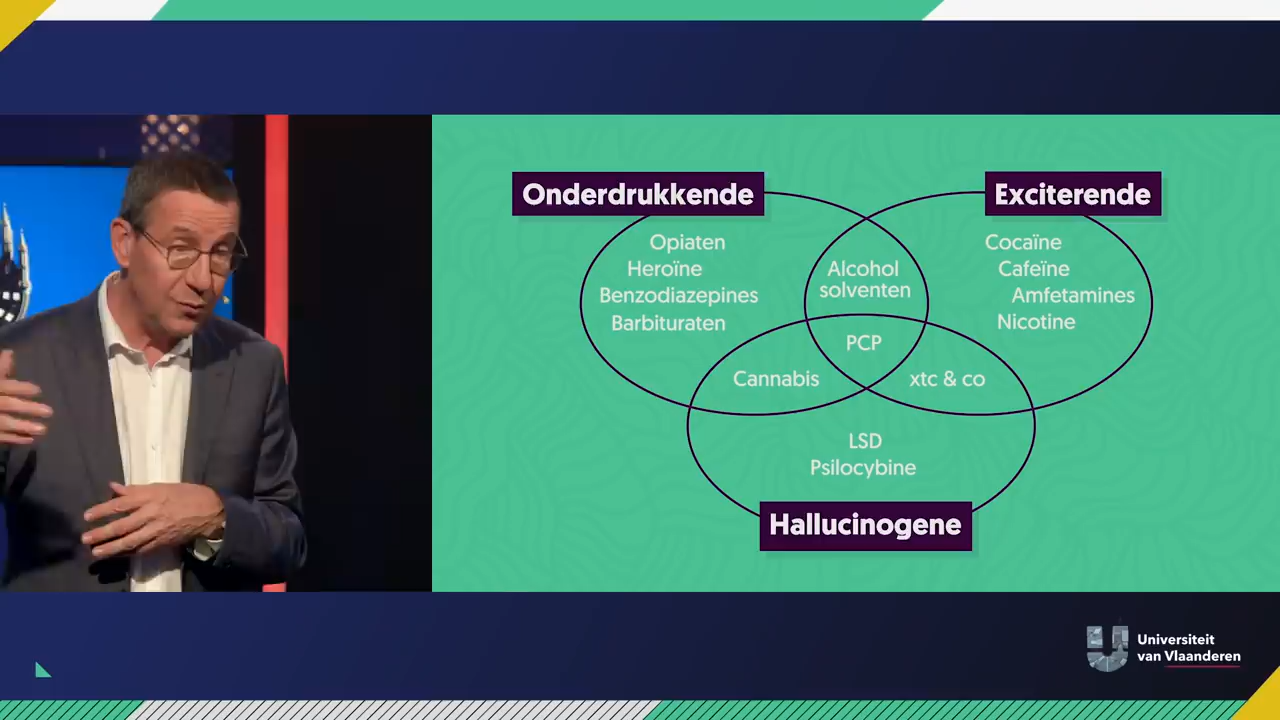 Onderdrukkende
Exciterende
Opiaten
Heroïne
Benzodiazepines
Barbituraten
Alcohol
solventen
Cocaïne
Cafeïne
Amfetamines
Nicotine
PCP
Cannabis
xtc & co
LSD
Psilocybine
Hallucinogene
Universiteit
van Vlaanderen